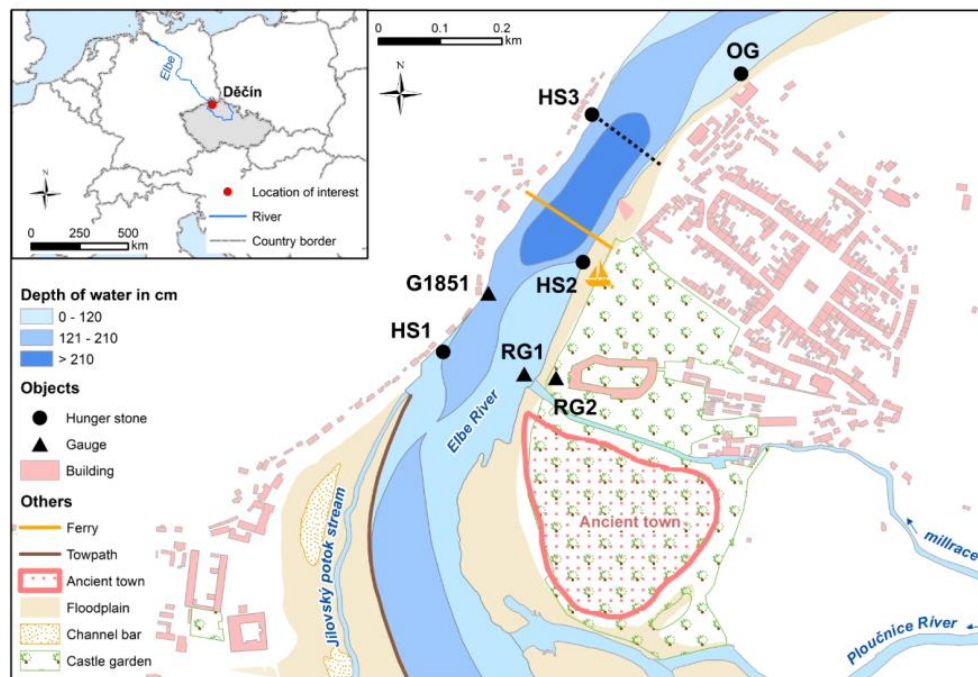 Elbe
Děčín
Location of interest
River
Country border
0 250 500
km
0 0.1 0.2
km
OG
HS3
HS2
G1851
HS1
RG1
RG2
Elbe River
Ancient town
Jílovský potok stream
millrace
Ploučnice River
Depth of water in cm
0 - 120
121 - 210
> 210
Objects
Hunger stone
Gauge
Building
Others
Ferry
Towpath
Ancient town
Floodplain
Channel bar
Castle garden